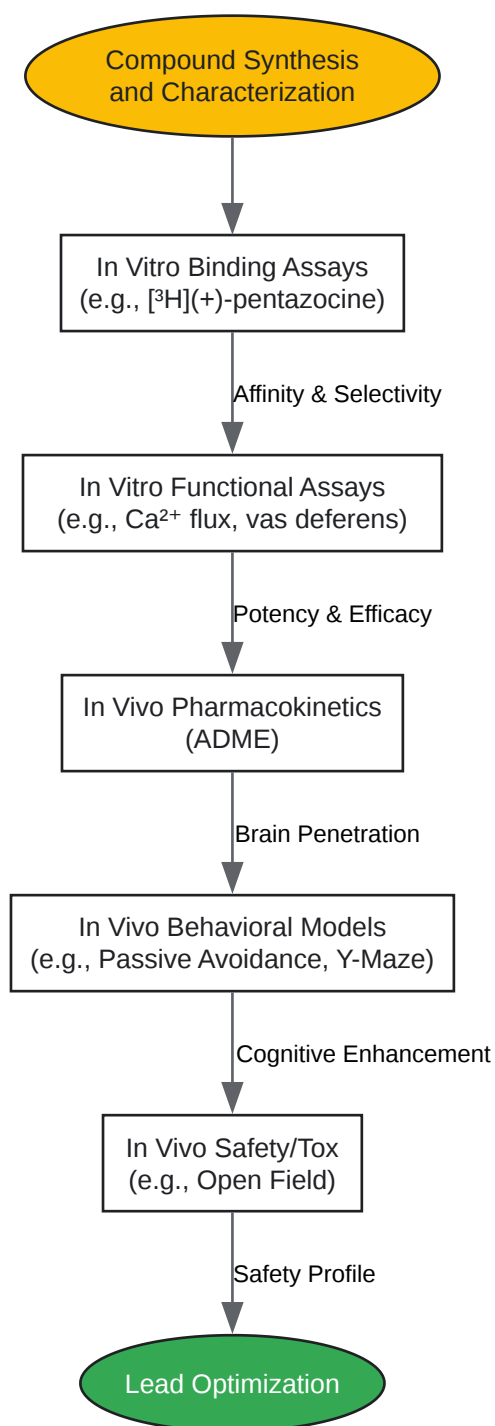 Compound Synthesis
and Characterization
In Vitro Binding Assays
(e.g., [³H](+)-pentazocine)
Affinity & Selectivity
In Vitro Functional Assays
(e.g., Ca²⁺ flux, vas deferens)
Potency & Efficacy
In Vivo Pharmacokinetics
(ADME)
Brain Penetration
In Vivo Behavioral Models
(e.g., Passive Avoidance, Y-Maze)
Cognitive Enhancement
In Vivo Safety/Tox
(e.g., Open Field)
Safety Profile
Lead Optimization